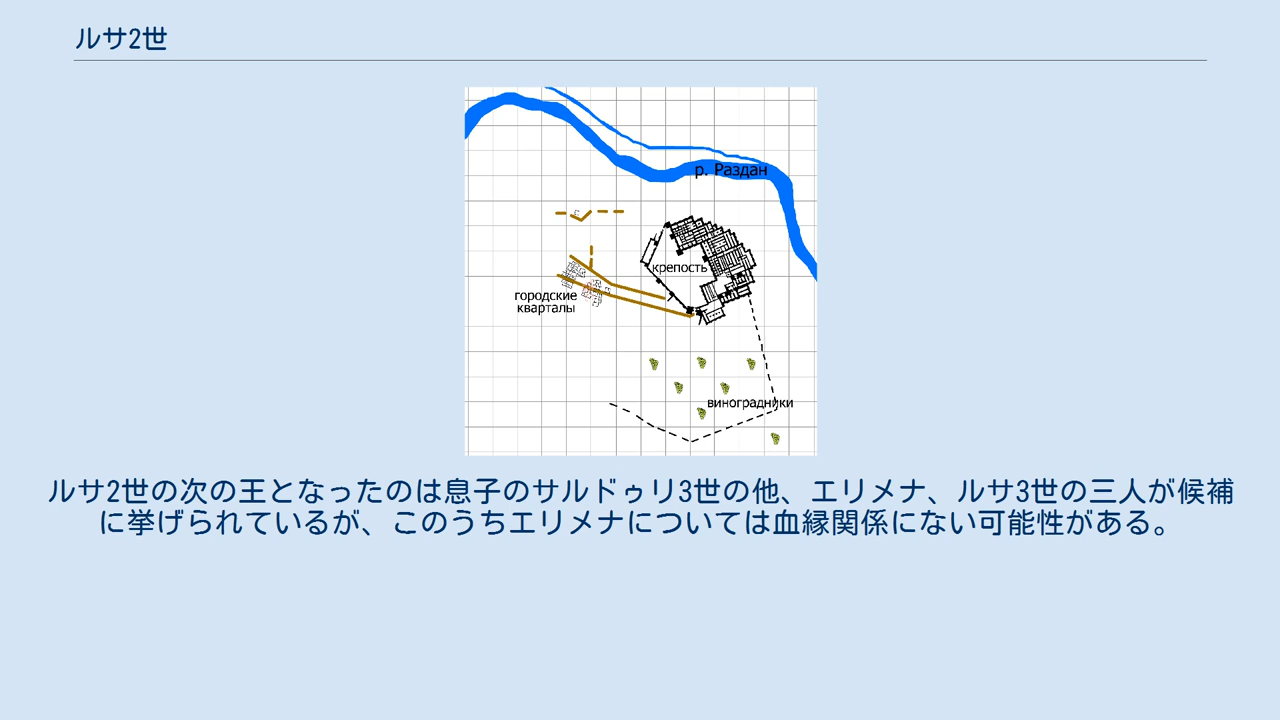 ルサ2世
р. Раздан
крепость
городские
кварталы
виноградники
ルサ2世の次の王となったのは息子のサルドゥリ3世の他、エリメナ、ルサ3世の三人が候補
に挙げられているが、このうちエリメナについては血縁関係にない可能性がある。